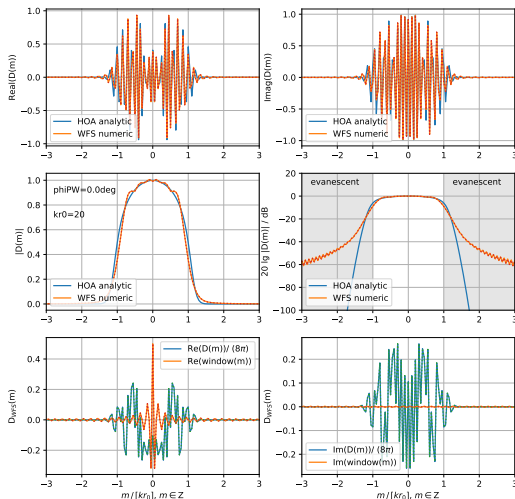 1.0
0.5
0.0
−0.5
−1.0
Real(D(m))
HOA analytic
WFS numeric
−3 −2 −1 0 1 2 3
1.0
0.5
0.0
−0.5
−1.0
Imag(D(m))
HOA analytic
WFS numeric
−3 −2 −1 0 1 2 3
1.0
0.8
0.6
0.4
0.2
0.0
|D(m)|
phiPW=0.0deg
kr0=20
HOA analytic
WFS numeric
−3 −2 −1 0 1 2 3
20
0
−20
−40
−60
−80
−100
20 lg |D(m)| / dB
evanescent
evanescent
HOA analytic
WFS numeric
−3 −2 −1 0 1 2 3
0.4
0.2
0.0
−0.2
D_WFS(m)
Re(D(m))/ (8π)
Re(window(m))
−3 −2 −1 0 1 2 3
m / [kr₀], m ∈ Z
0.2
0.0
−0.2
D_WFS(m)
Im(D(m))/ (8π)
Im(window(m))
−3 −2 −1 0 1 2 3
m / [kr₀], m ∈ Z